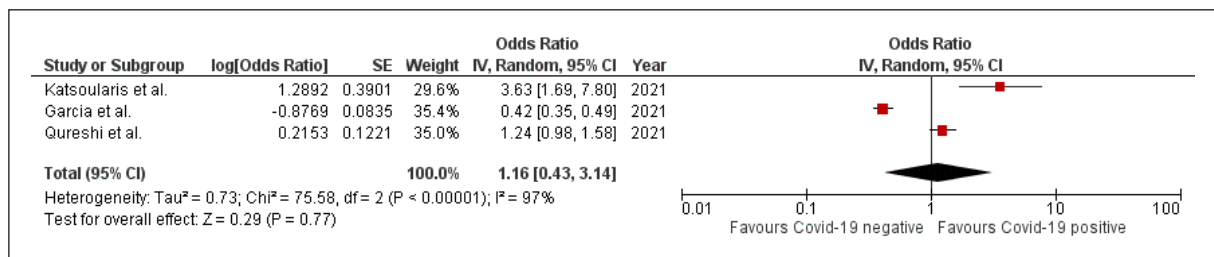 Odds Ratio Odds Ratio
Study or Subgroup log[Odds Ratio] SE Weight IV, Random, 95% CI Year IV, Random, 95% CI
Katsoularis et al. 1.2892 0.3901 29.6% 3.63 [1.69, 7.80] 2021
Garcia et al. -0.8769 0.0835 35.4% 0.42 [0.35, 0.49] 2021
Qureshi et al. 0.2153 0.1221 35.0% 1.24 [0.98, 1.58] 2021
Total (95% CI) 100.0% 1.16 [0.43, 3.14]
Heterogeneity: Tau² = 0.73; Chi² = 75.58, df = 2 (P < 0.00001); I² = 97%
Test for overall effect: Z = 0.29 (P = 0.77)
0.01 0.1 1 10 100
Favours Covid-19 negative Favours Covid-19 positive